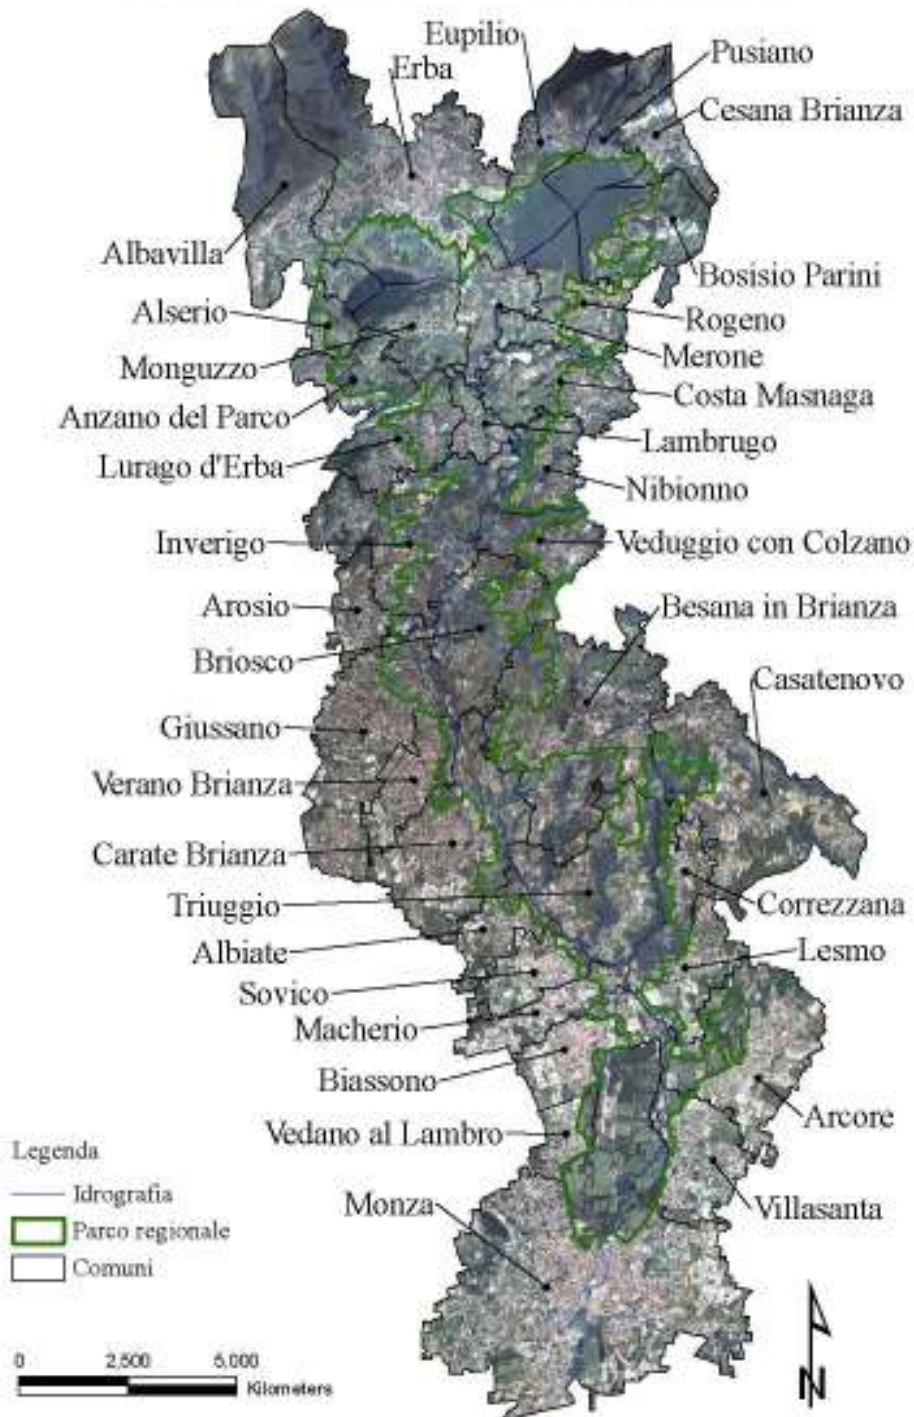 Eupilio
Pusiano
Erba
Cesana Brianza
Albavilla
Bosisio Parini
Alserio
Rogeno
Merone
Monguzzo
Costa Masnaga
Anzano del Parco
Lambrugo
Lurago d'Erba
Nibionno
Inverigo
Veduggio con Colzano
Arosio
Besana in Brianza
Briosco
Casatenovo
Giussano
Verano Brianza
Carate Brianza
Triuggio
Correzzana
Albiate
Lesmo
Sovico
Macherio
Biassono
Arcore
Vedano al Lambro
Legenda
Idrografia
Monza
Villasanta
Parco regionale
Comuni
0 2,500 5,000
Kilometers
N